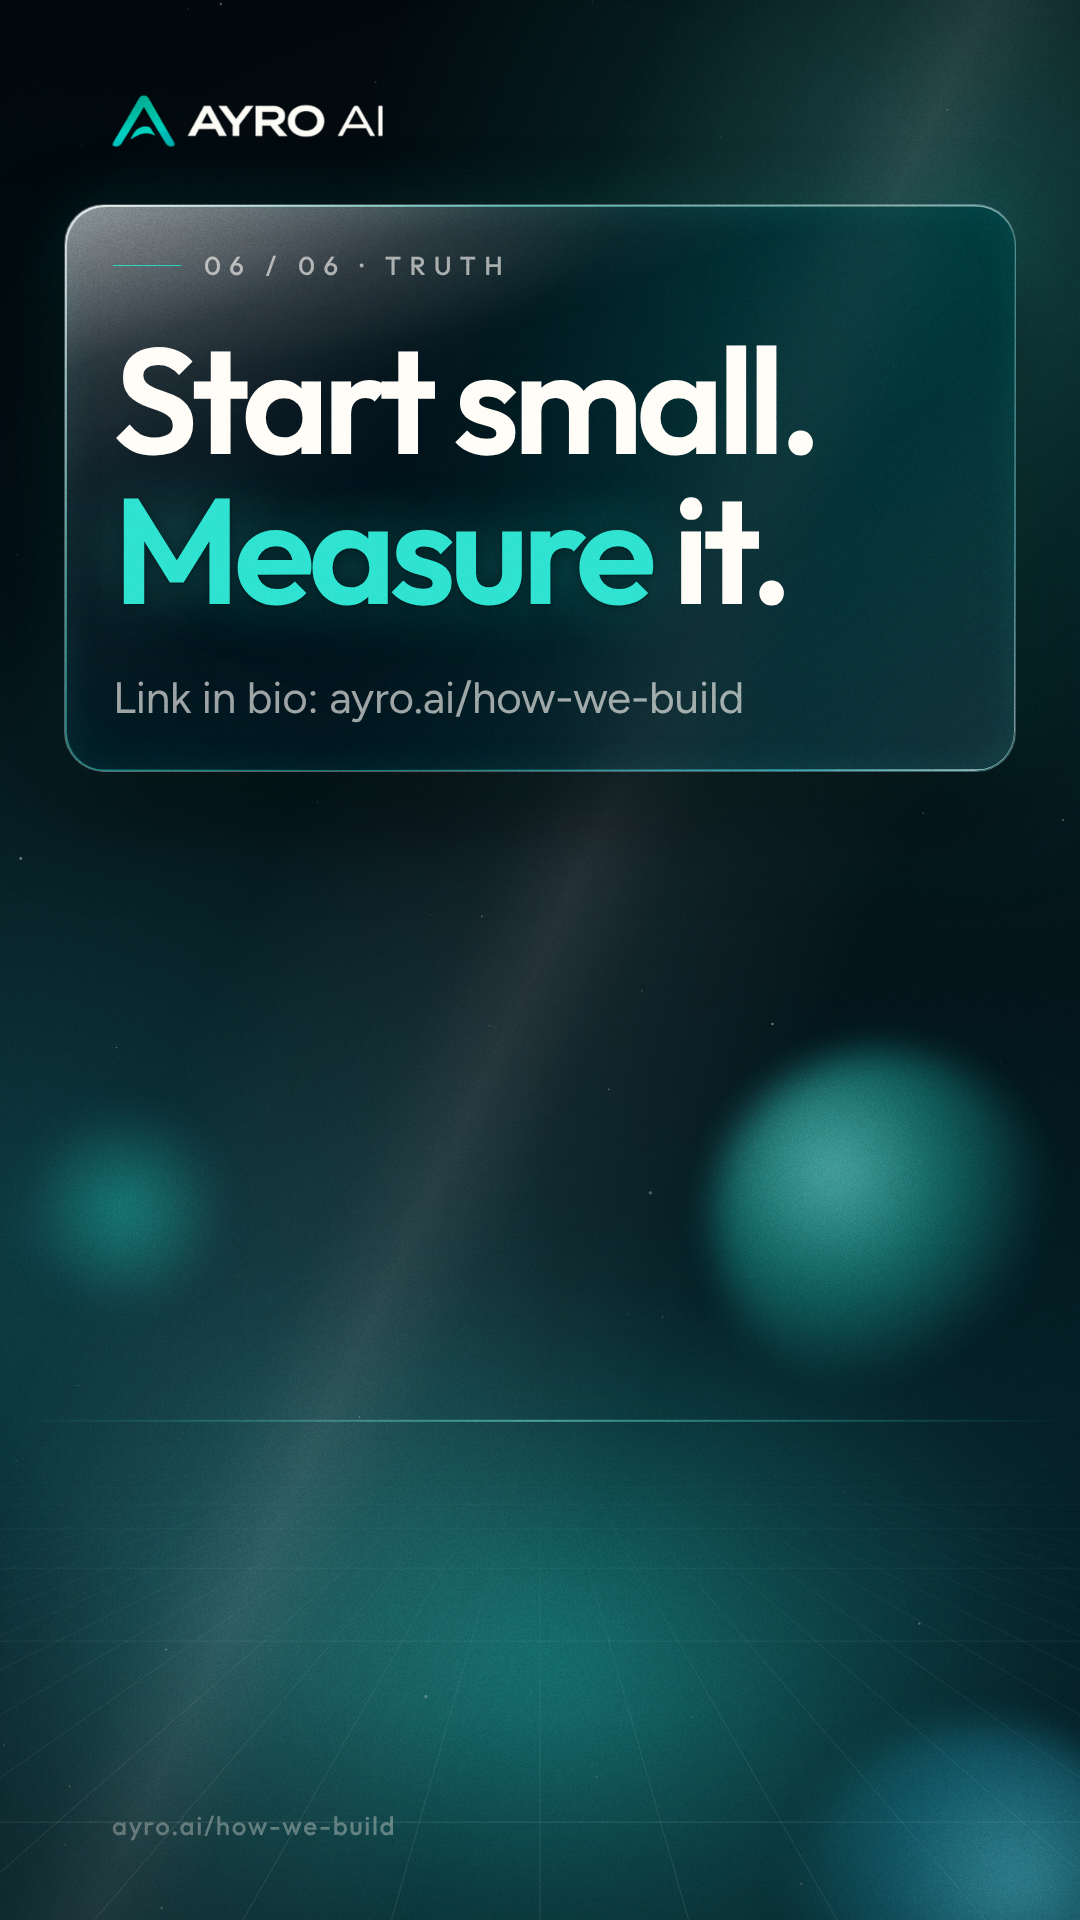 AYRO AI
06 / 06 · TRUTH
Start small.
Measure it.
Link in bio: ayro.ai/how-we-build
ayro.ai/how-we-build